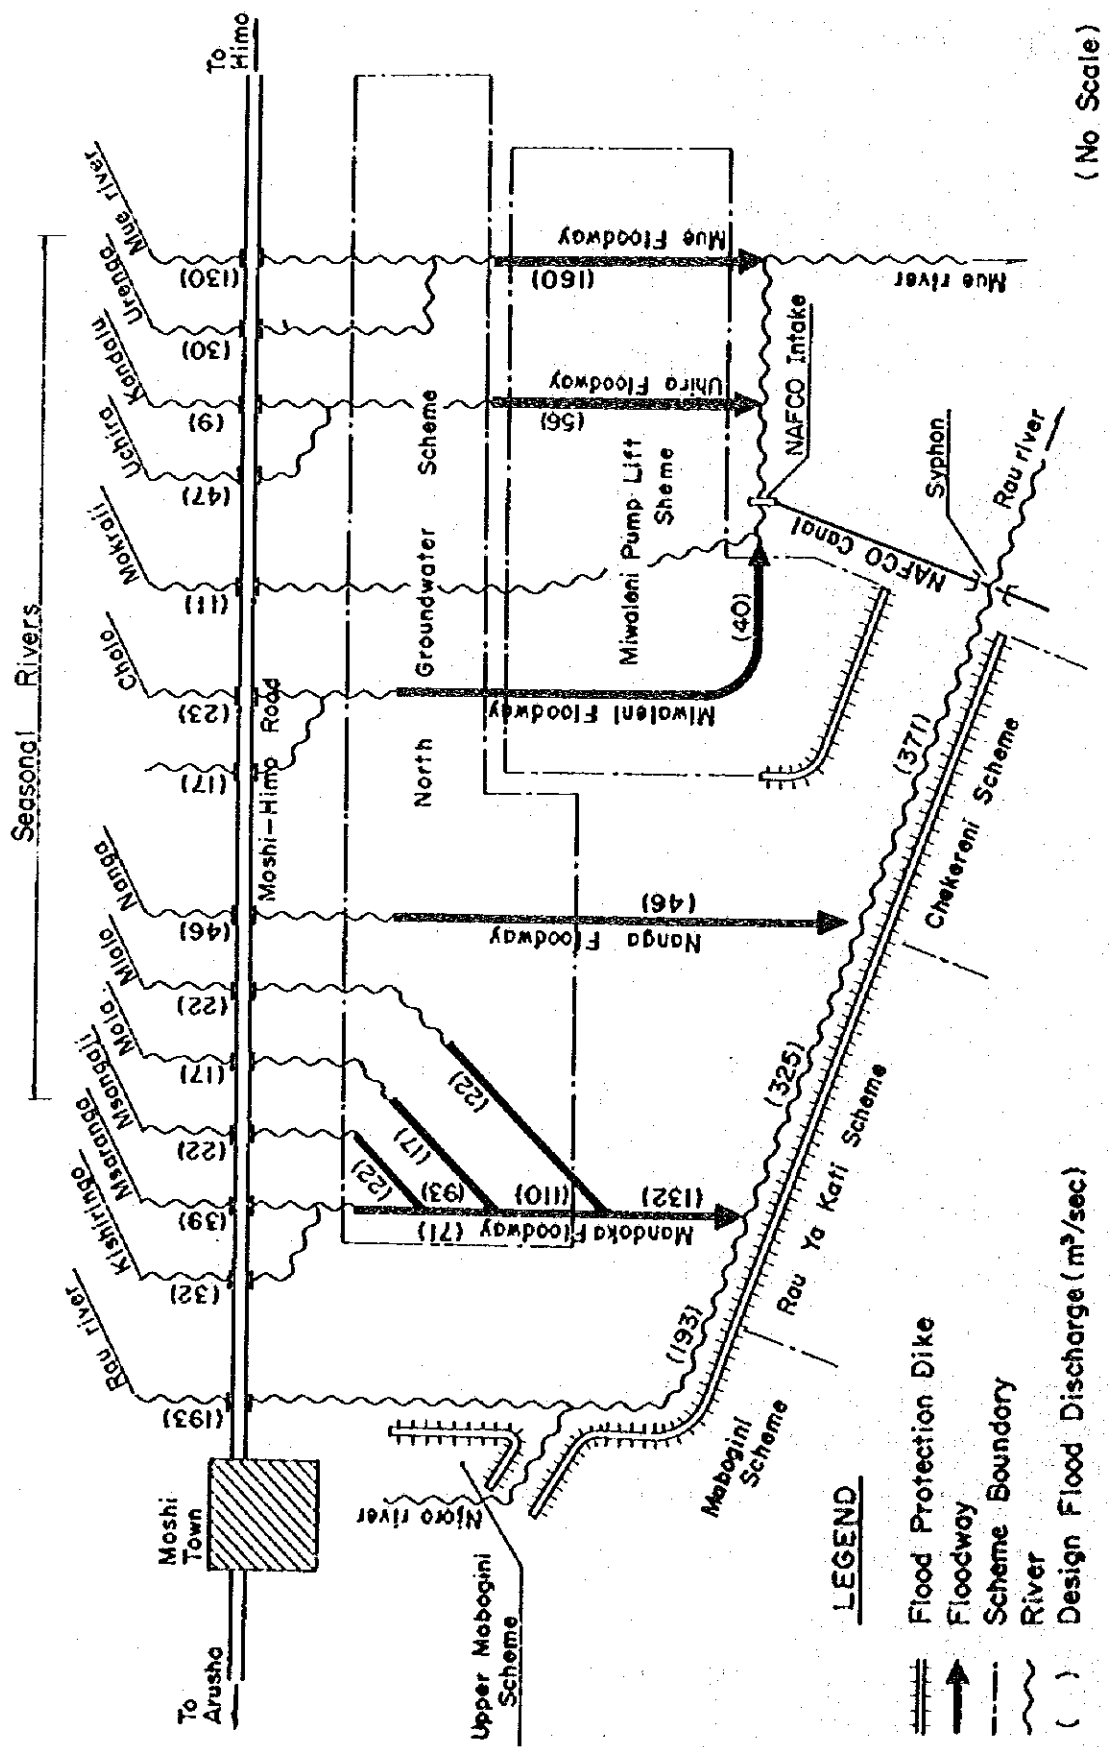 Seasonal Rivers
Rau river
Kishiringo
Msaranga
Msangaji
Mola
Mlalo
Nanga
Chalo
Makraji
Uchira
Kandalu
Urenga
Mue river
(193)
(32)
(39)
(22)
(17)
(22)
(46)
(17)
(23)
(11)
(47)
(9)
(30)
(130)
To
Arusha
Moshi
Town
Moshi-Himo Road
To
Himo
North Groundwater Scheme
Njoro river
Upper Mabogini
Scheme
Mandoka Floodway
(71)
(22)
(93)
(17)
(110)
(22)
(132)
Nanga Floodway
(46)
Miwaleni Floodway
(40)
Miwaleni Pump Lift
Sheme
Uhira Floodway
(56)
Mue Floodway
(160)
Mue river
NAFCO Intake
NAFCO Canal
Syphon
Rau river
(193)
(325)
(371)
Mabogini
Scheme
Rau Ya Kati Scheme
Chekereni Scheme
LEGEND
Flood Protection Dike
Floodway
Scheme Boundory
River
( ) Design Flood Discharge (m³/sec)
(No Scale)